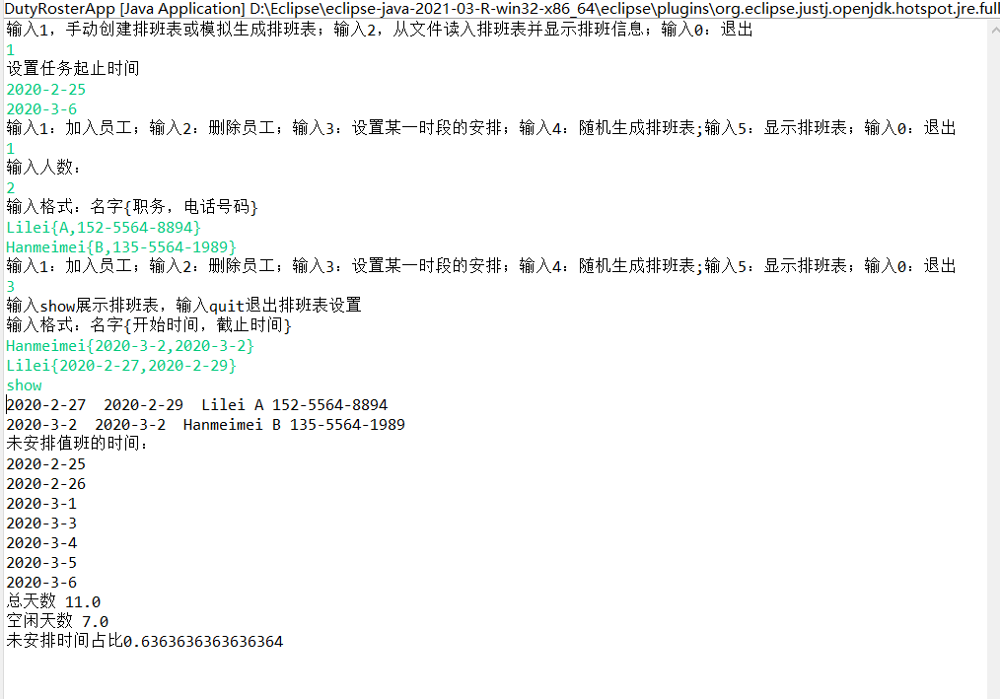 DutyRosterApp [Java Application] D:\Eclipse\eclipse-java-2021-03-R-win32-x86_64\eclipse\plugins\org.eclipse.justj.openjdk.hotspot.jre.full
输入1，手动创建排班表或模拟生成排班表；输入2，从文件读入排班表并显示排班信息；输入0：退出
1
设置任务起止时间
2020-2-25
2020-3-6
输入1：加入员工；输入2：删除员工；输入3：设置某一时段的安排；输入4：随机生成排班表;输入5：显示排班表；输入0：退出
1
输入人数：
2
输入格式：名字{职务，电话号码}
Lilei{A,152-5564-8894}
Hanmeimei{B,135-5564-1989}
输入1：加入员工；输入2：删除员工；输入3：设置某一时段的安排；输入4：随机生成排班表;输入5：显示排班表；输入0：退出
3
输入show展示排班表，输入quit退出排班表设置
输入格式：名字{开始时间，截止时间}
Hanmeimei{2020-3-2,2020-3-2}
Lilei{2020-2-27,2020-2-29}
show
2020-2-27  2020-2-29  Lilei A 152-5564-8894
2020-3-2  2020-3-2  Hanmeimei B 135-5564-1989
未安排值班的时间：
2020-2-25
2020-2-26
2020-3-1
2020-3-3
2020-3-4
2020-3-5
2020-3-6
总天数 11.0
空闲天数 7.0
未安排时间占比0.6363636363636364